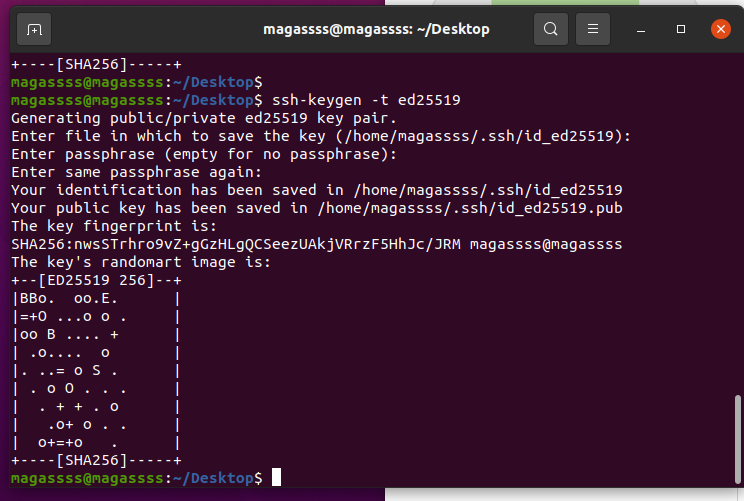 magassss@magassss: ~/Desktop
+----[SHA256]-----+
magassss@magassss:~/Desktop$
magassss@magassss:~/Desktop$ ssh-keygen -t ed25519
Generating public/private ed25519 key pair.
Enter file in which to save the key (/home/magassss/.ssh/id_ed25519):
Enter passphrase (empty for no passphrase):
Enter same passphrase again:
Your identification has been saved in /home/magassss/.ssh/id_ed25519
Your public key has been saved in /home/magassss/.ssh/id_ed25519.pub
The key fingerprint is:
SHA256:nwsSTrhro9vZ+gGzHLgQCSeezUAkjVRrzF5HhJc/JRM magassss@magassss
The key's randomart image is:
+--[ED25519 256]--+
|BBo.  oo.E.      |
|=+O ...o o .     |
|oo B .... +      |
| .o....  o       |
|. ..= o S .      |
| . o O . . .     |
|  . + + . o      |
|   .o+ o . .     |
|  o+=+o   .      |
+----[SHA256]-----+
magassss@magassss:~/Desktop$